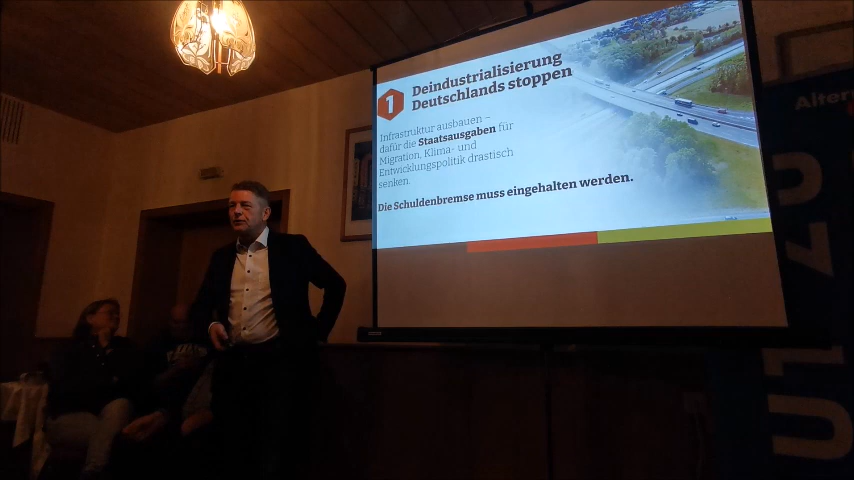 1
Deindustrialisierung
Deutschlands stoppen
Infrastruktur ausbauen –
dafür die Staatsausgaben für
Migration, Klima- und
Entwicklungspolitik drastisch
senken.
Die Schuldenbremse muss eingehalten werden.
Altern